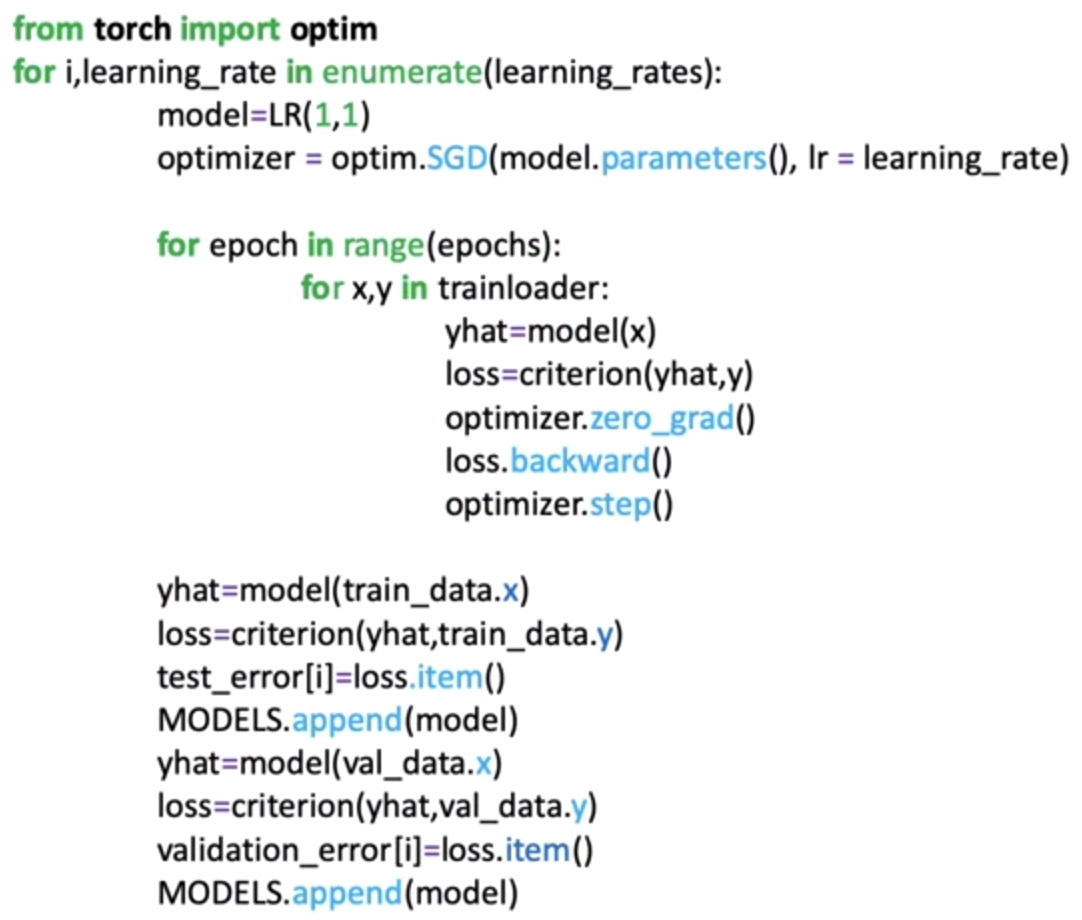 from torch import optim
for i,learning_rate in enumerate(learning_rates):
model=LR(1,1)
optimizer = optim.SGD(model.parameters(), lr = learning_rate)
for epoch in range(epochs):
for x,y in trainloader:
yhat=model(x)
loss=criterion(yhat,y)
optimizer.zero_grad()
loss.backward()
optimizer.step()
yhat=model(train_data.x)
loss=criterion(yhat,train_data.y)
test_error[i]=loss.item()
MODELS.append(model)
yhat=model(val_data.x)
loss=criterion(yhat,val_data.y)
validation_error[i]=loss.item()
MODELS.append(model)